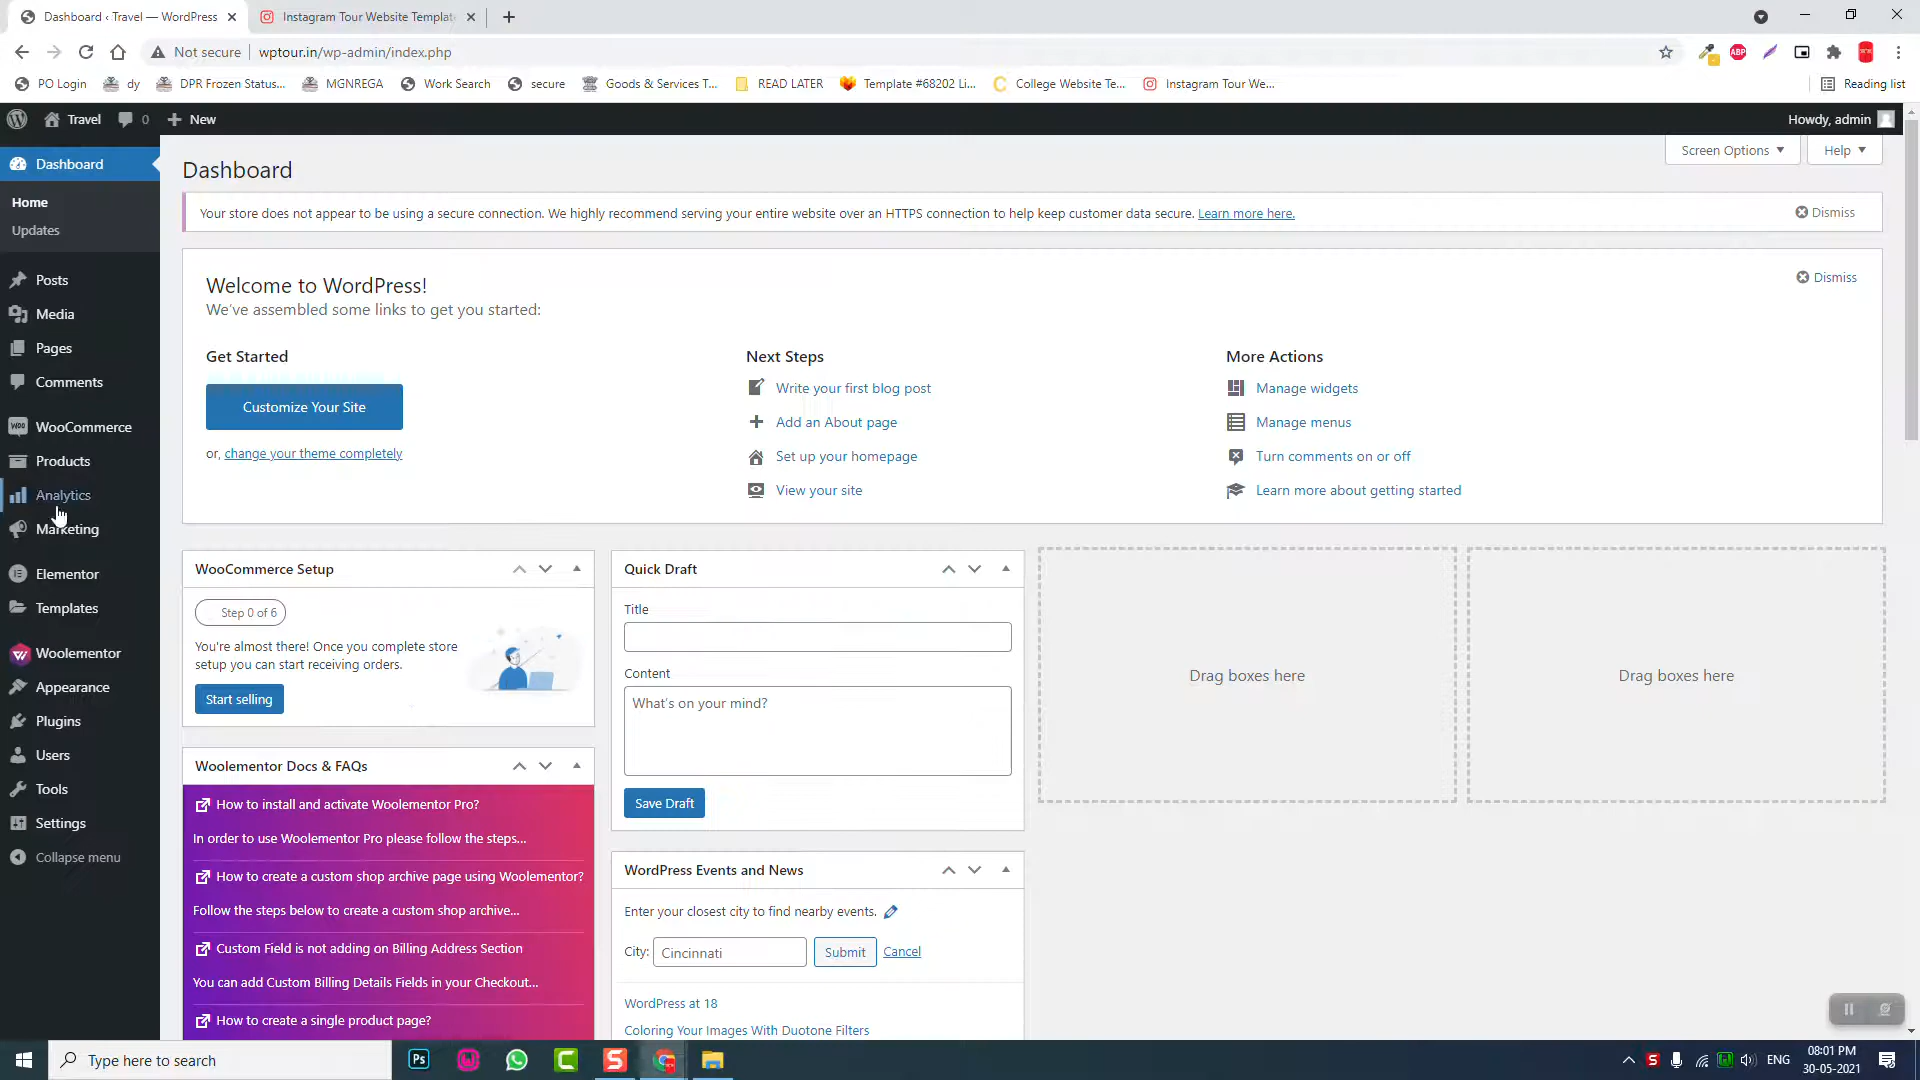 Dashboard ‹ Travel — WordPress
Instagram Tour Website Templat
Not secure
wptour.in/wp-admin/index.php
PO Login
dy
DPR Frozen Status...
MGNREGA
Work Search
secure
Goods & Services T...
READ LATER
Template #68202 Li...
College Website Te...
Instagram Tour We...
Reading list
Travel
0
New
Howdy, admin
Dashboard
Home
Updates
Posts
Media
Pages
Comments
WooCommerce
Products
Analytics
Marketing
Elementor
Templates
Woolementor
Appearance
Plugins
Users
Tools
Settings
Collapse menu
Screen Options
Help
Dashboard
Your store does not appear to be using a secure connection. We highly recommend serving your entire website over an HTTPS connection to help keep customer data secure. Learn more here.
Dismiss
Welcome to WordPress!
We've assembled some links to get you started:
Dismiss
Get Started
Customize Your Site
or, change your theme completely
Next Steps
Write your first blog post
Add an About page
Set up your homepage
View your site
More Actions
Manage widgets
Manage menus
Turn comments on or off
Learn more about getting started
WooCommerce Setup
Step 0 of 6
You're almost there! Once you complete store
setup you can start receiving orders.
Start selling
Woolementor Docs & FAQs
How to install and activate Woolementor Pro?
In order to use Woolementor Pro please follow the steps...
How to create a custom shop archive page using Woolementor?
Follow the steps below to create a custom shop archive...
Custom Field is not adding on Billing Address Section
You can add Custom Billing Details Fields in your Checkout...
How to create a single product page?
Quick Draft
Title
Content
What's on your mind?
Save Draft
WordPress Events and News
Enter your closest city to find nearby events.
City:
Cincinnati
Submit
Cancel
WordPress at 18
Coloring Your Images With Duotone Filters
Drag boxes here
Drag boxes here
Type here to search
ENG
08:01 PM
30-05-2021